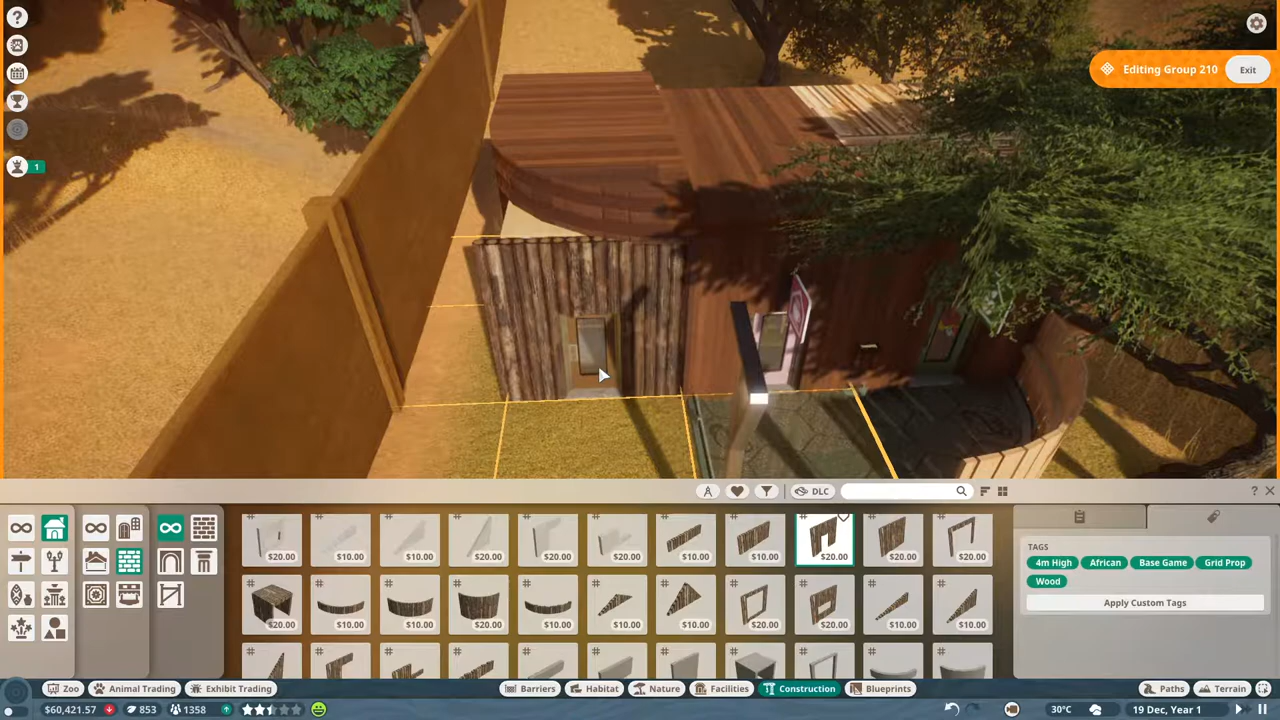 ?
Editing Group 210
Exit
1
DLC
?
$20.00
$10.00
$10.00
$20.00
$20.00
$20.00
$10.00
$10.00
$20.00
$20.00
$20.00
$20.00
$10.00
$10.00
$20.00
$10.00
$10.00
$10.00
$20.00
$20.00
$10.00
$10.00
TAGS
4m High
African
Base Game
Grid Prop
Wood
Apply Custom Tags
Zoo
Animal Trading
Exhibit Trading
Barriers
Habitat
Nature
Facilities
Construction
Blueprints
Paths
Terrain
$60,421.57
853
1358
30°C
19 Dec, Year 1